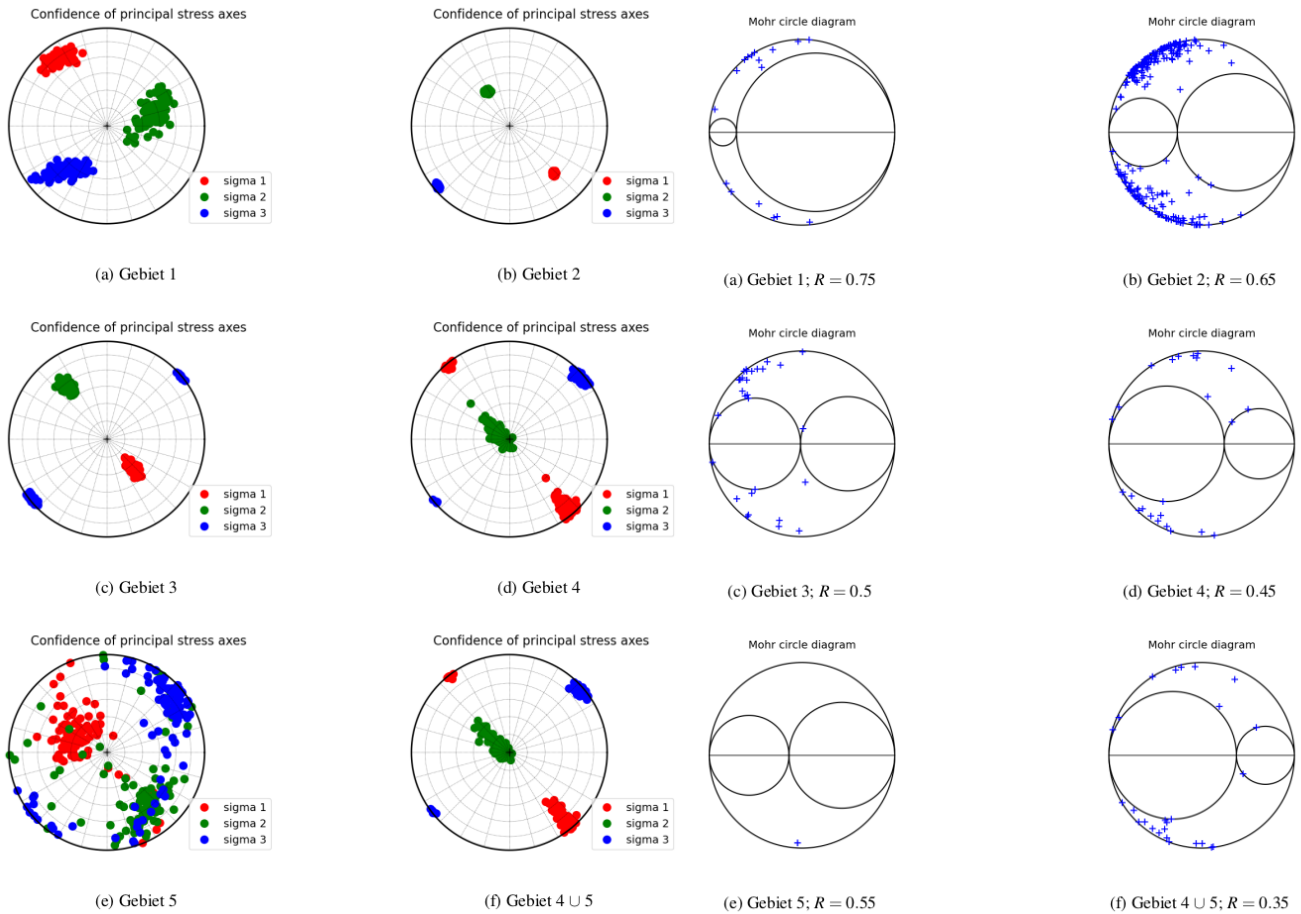 Confidence of principal stress axes
sigma 1
sigma 2
sigma 3
(a) Gebiet 1
Confidence of principal stress axes
sigma 1
sigma 2
sigma 3
(b) Gebiet 2
Mohr circle diagram
(a) Gebiet 1; R = 0.75
Mohr circle diagram
(b) Gebiet 2; R = 0.65
Confidence of principal stress axes
sigma 1
sigma 2
sigma 3
(c) Gebiet 3
Confidence of principal stress axes
sigma 1
sigma 2
sigma 3
(d) Gebiet 4
Mohr circle diagram
(c) Gebiet 3; R = 0.5
Mohr circle diagram
(d) Gebiet 4; R = 0.45
Confidence of principal stress axes
sigma 1
sigma 2
sigma 3
(e) Gebiet 5
Confidence of principal stress axes
sigma 1
sigma 2
sigma 3
(f) Gebiet 4 ∪ 5
Mohr circle diagram
(e) Gebiet 5; R = 0.55
Mohr circle diagram
(f) Gebiet 4 ∪ 5; R = 0.35